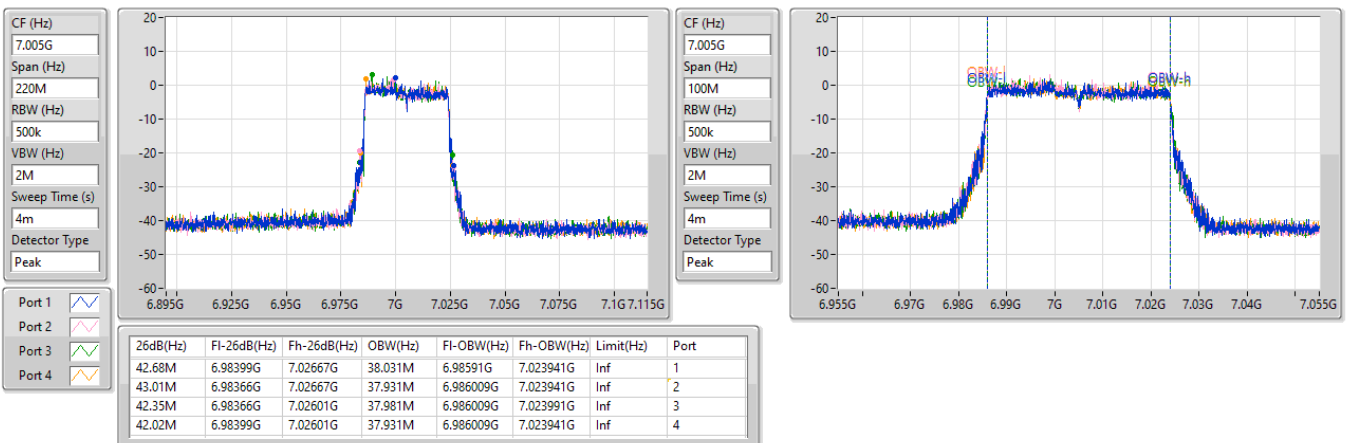 CF (Hz)
7.005G
Span (Hz)
220M
RBW (Hz)
500k
VBW (Hz)
2M
Sweep Time (s)
4m
Detector Type
Peak
20
10
0
-10
-20
-30
-40
-50
-60
6.895G 6.925G 6.95G 6.975G 7G 7.025G 7.05G 7.075G 7.1G 7.115G
CF (Hz)
7.005G
Span (Hz)
100M
RBW (Hz)
500k
VBW (Hz)
2M
Sweep Time (s)
4m
Detector Type
Peak
20
10
0
-10
-20
-30
-40
-50
-60
OBW-l OBW-h
6.955G 6.97G 6.98G 6.99G 7G 7.01G 7.02G 7.03G 7.04G 7.055G
Port 1
Port 2
Port 3
Port 4
26dB(Hz) Fl-26dB(Hz) Fh-26dB(Hz) OBW(Hz) Fl-OBW(Hz) Fh-OBW(Hz) Limit(Hz) Port
42.68M 6.98399G 7.02667G 38.031M 6.98591G 7.023941G Inf 1
43.01M 6.98366G 7.02667G 37.931M 6.986009G 7.023941G Inf 2
42.35M 6.98366G 7.02601G 37.981M 6.986009G 7.023991G Inf 3
42.02M 6.98399G 7.02601G 37.931M 6.986009G 7.023941G Inf 4